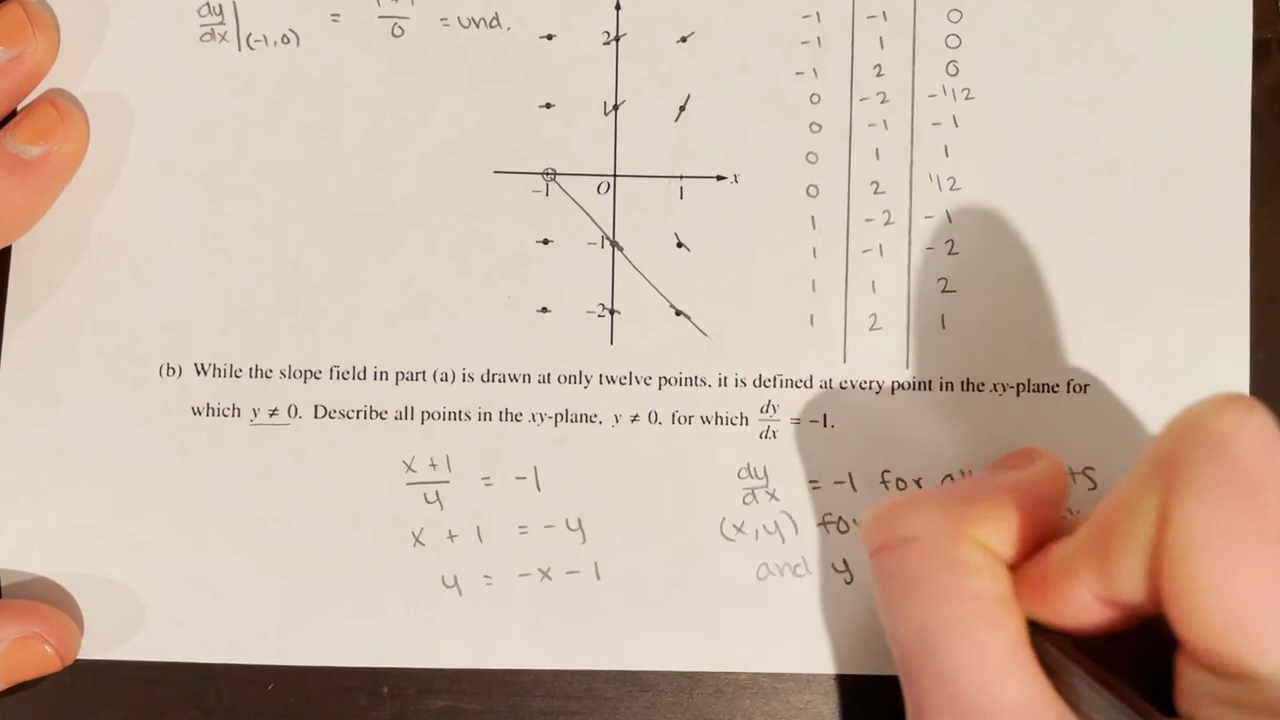 dy/dx|(-1,0) = /0 = und.
2
1
-1 O 1 x
-1
-2
-1 -1 0
-1 1 0
-1 2 0
0 -2 -1/2
0 -1 -1
0 1 1
0 2 1/2
1 -2 -1
1 -1 -2
1 1 2
1 2 1
(b) While the slope field in part (a) is drawn at only twelve points, it is defined at every point in the xy-plane for
which y ≠ 0. Describe all points in the xy-plane, y ≠ 0, for which dy/dx = -1.
x+1/y = -1
x + 1 = -y
y = -x - 1
dy/dx = -1 for
(x,y)
and y